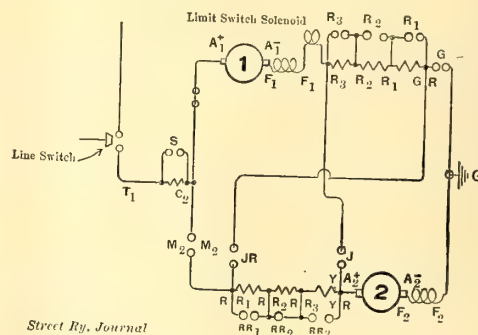 Limit Switch Solenoid
R3 R2 R1
A1+ 1 A1- G
F1 F1 R3 R2 R1 G R
S
Line Switch
T1 C2 G
M2 M2
JR J
R R1 R2 R3 Y Y R A2+ 2 A2-
RR1 RR2 RR3 F2 F2
Street Ry. Journal